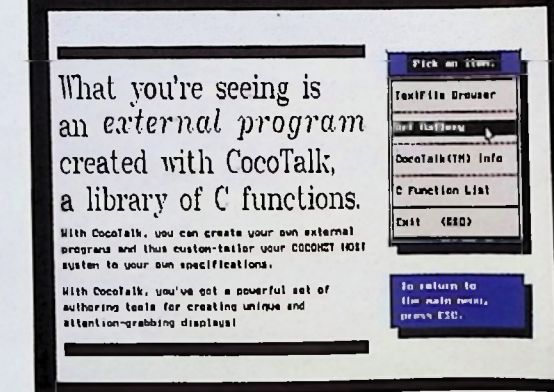 What you're seeing is
an external program
created with CocoTalk,
a library of C functions.
With CocoTalk, you can create your own external
programs and thus custom-tailor your COCONET HOST
system to your own specifications.
With CocoTalk, you've got a powerful set of
authoring tools for creating unique and
attention-grabbing displays!
Pick an item:
TextFile Browser
Art Gallery
CocoTalk(TM) Info
C Function List
Exit (ESC)
To return to
the main menu,
press ESC.